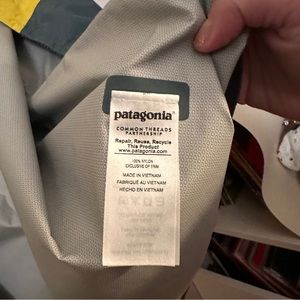 patagonia
COMMON THREADS
PARTNERSHIP
Repair, Reuse, Recycle
This Product
www.patagonia.com
100% NYLON
EXCLUSIVE OF TRIM
MADE IN VIETNAM
FABRIQUÉ AU VIETNAM
HECHO EN VIETNAM